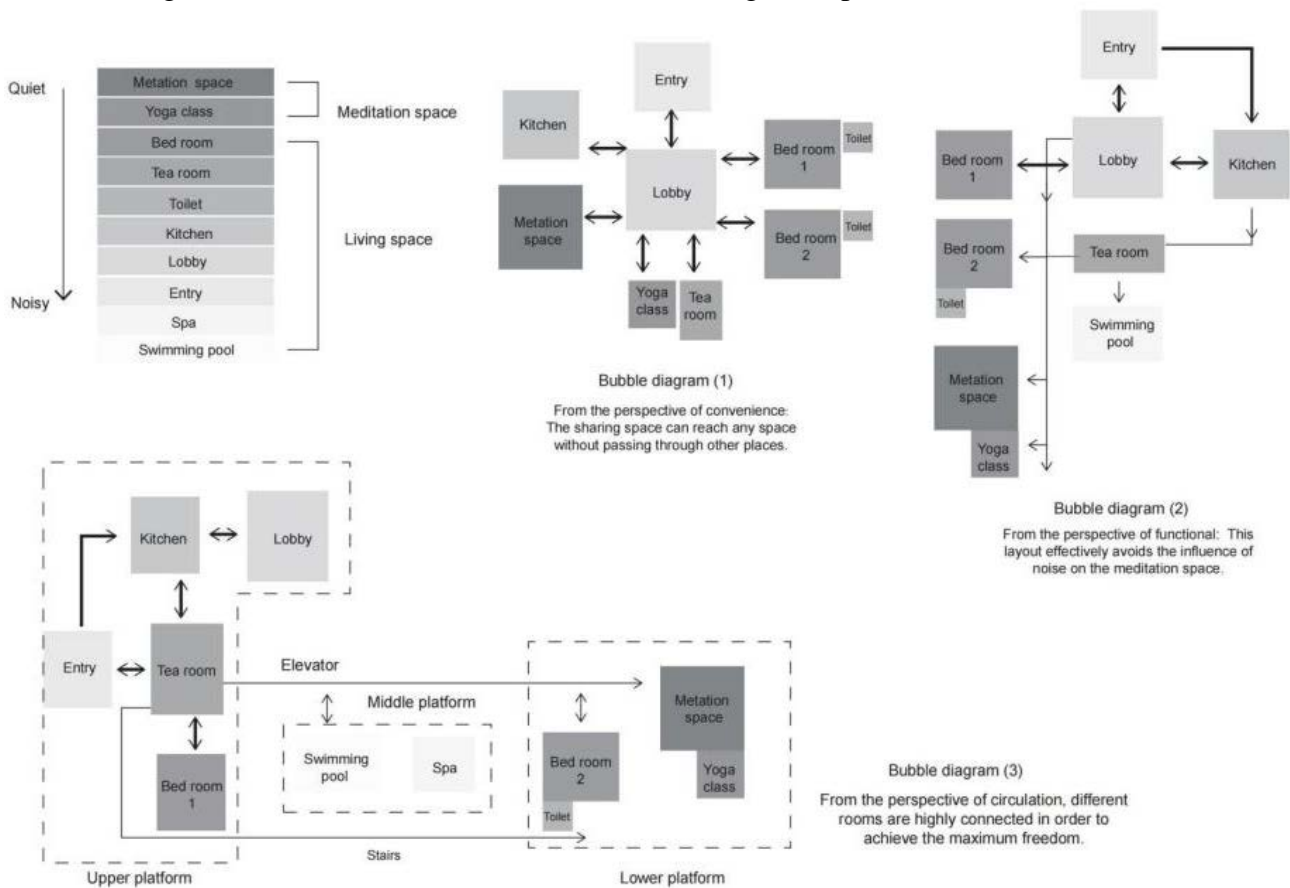 Quiet
Noisy
Metation space
Yoga class
Bed room
Tea room
Toilet
Kitchen
Lobby
Entry
Spa
Swimming pool
Meditation space
Living space
Entry
Kitchen
Metation
space
Lobby
Bed room
1
Toilet
Bed room
2
Toilet
Yoga
class
Tea
room
Bubble diagram (1)
From the perspective of convenience:
The sharing space can reach any space
without passing through other places.
Entry
Bed room
1
Lobby
Kitchen
Bed room
2
Toilet
Tea room
Swimming
pool
Metation
space
Yoga
class
Bubble diagram (2)
From the perspective of functional: This
layout effectively avoids the influence of
noise on the meditation space.
Kitchen
Lobby
Entry
Tea room
Bed room
1
Upper platform
Elevator
Middle platform
Swimming
pool
Spa
Stairs
Metation
space
Bed room
2
Toilet
Yoga
class
Lower platform
Bubble diagram (3)
From the perspective of circulation, different
rooms are highly connected in order to
achieve the maximum freedom.